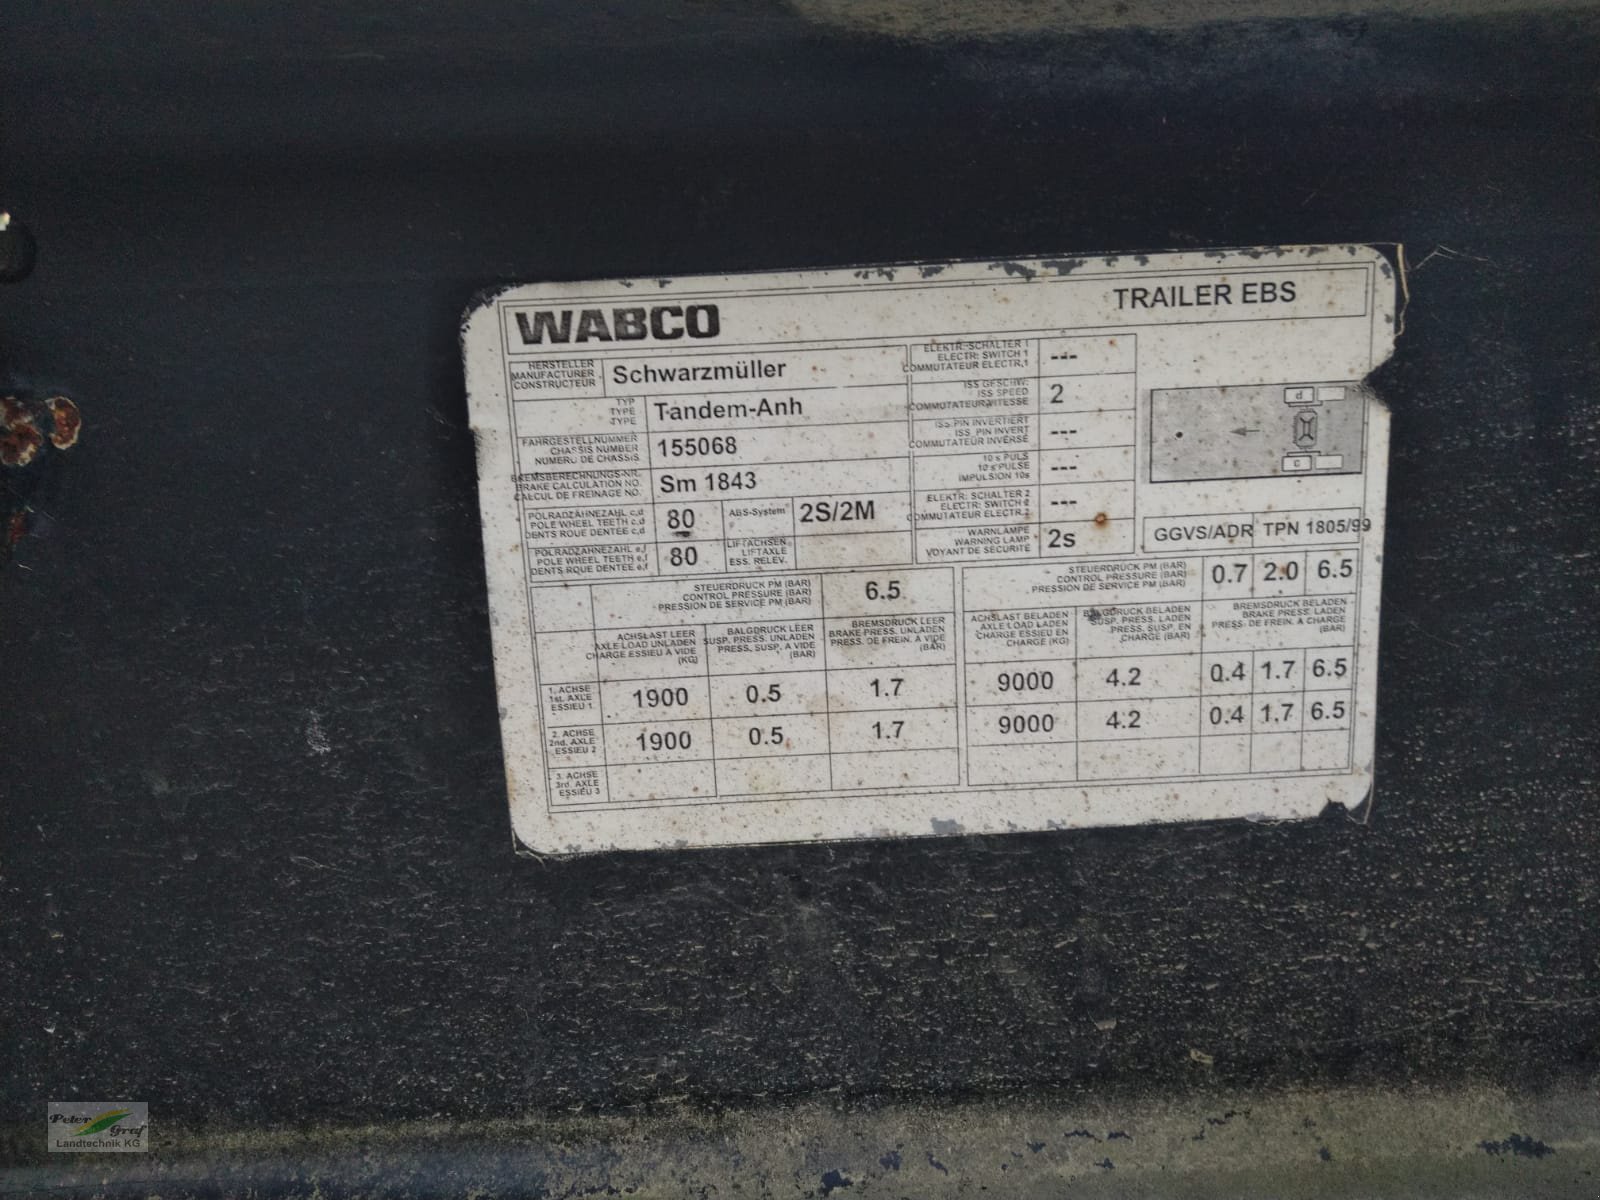 WABCO
TRAILER EBS
HERSTELLER
MANUFACTURER
CONSTRUCTEUR
Schwarzmüller
TYP
TYPE
TYPE
Tandem-Anh
FAHRGESTELLNUMMER
CHASSIS NUMBER
NUMERO DE CHASSIS
155068
BREMSBERECHNUNGS-NR.
BRAKE CALCULATION NO.
CALCUL DE FREINAGE NO.
Sm 1843
POLRADZÄHNEZAHL c,d
POLE WHEEL TEETH c,d
DENTS ROUE DENTEE c,d
80
ABS-System
2S/2M
POLRADZÄHNEZAHL e,f
POLE WHEEL TEETH e,f
DENTS ROUE DENTEE e,f
80
LIFTACHSEN
LIFTAXLE
ESS. RELEV.
ELEKTR. SCHALTER 1
ELECTR. SWITCH 1
COMMUTATEUR ELECTR.1
---
ISS GESCHW.
ISS SPEED
COMMUTATEUR VITESSE
2
ISS PIN INVERTIERT
ISS PIN INVERT
COMMUTATEUR INVERSE
---
10 s PULS
10 s PULSE
IMPULSION 10s
---
ELEKTR. SCHALTER 2
ELECTR. SWITCH 2
COMMUTATEUR ELECTR.2
---
WARNLAMPE
WARNING LAMP
VOYANT DE SECURITE
2s
d
c
GGVS/ADR TPN 1805/99
STEUERDRUCK PM (BAR)
CONTROL PRESSURE (BAR)
PRESSION DE SERVICE PM (BAR)
6.5
STEUERDRUCK PM (BAR)
CONTROL PRESSURE (BAR)
PRESSION DE SERVICE PM (BAR)
0.7 2.0 6.5
ACHSLAST LEER
AXLE LOAD UNLADEN
CHARGE ESSIEU A VIDE
(KG)
BALGDRUCK LEER
SUSP. PRESS. UNLADEN
PRESS. SUSP. A VIDE
(BAR)
BREMSDRUCK LEER
BRAKE PRESS. UNLADEN
PRESS. DE FREIN. A VIDE
(BAR)
ACHSLAST BELADEN
AXLE LOAD LADEN
CHARGE ESSIEU EN
CHARGE (KG)
BALGDRUCK BELADEN
SUSP. PRESS. LADEN
PRESS. SUSP. EN
CHARGE (BAR)
BREMSDRUCK BELADEN
BRAKE PRESS. LADEN
PRESS. DE FREIN. A CHARGE
(BAR)
1. ACHSE
1st. AXLE
ESSIEU 1
1900 0.5 1.7 9000 4.2 0.4 1.7 6.5
2. ACHSE
2nd. AXLE
ESSIEU 2
1900 0.5 1.7 9000 4.2 0.4 1.7 6.5
3. ACHSE
3rd. AXLE
ESSIEU 3
Peter
Graf
Landtechnik KG